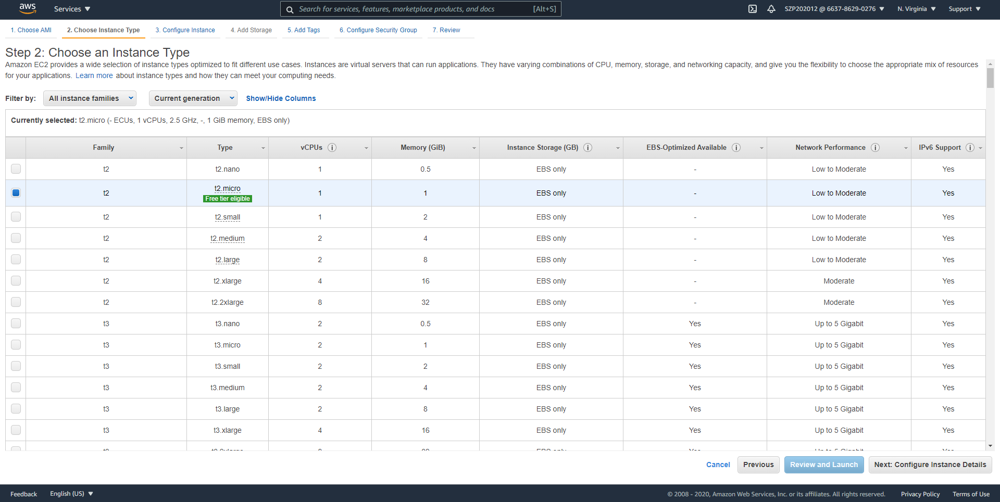 aws Services Search for services, features, marketplace products, and docs [Alt+S] SZP202012 @ 6637-8629-0276 N. Virginia Support
1. Choose AMI 2. Choose Instance Type 3. Configure Instance 4. Add Storage 5. Add Tags 6. Configure Security Group 7. Review
Step 2: Choose an Instance Type
Amazon EC2 provides a wide selection of instance types optimized to fit different use cases. Instances are virtual servers that can run applications. They have varying combinations of CPU, memory, storage, and networking capacity, and give you the flexibility to choose the appropriate mix of resources
for your applications. Learn more about instance types and how they can meet your computing needs.
Filter by: All instance families Current generation Show/Hide Columns
Currently selected: t2.micro (- ECUs, 1 vCPUs, 2.5 GHz, -, 1 GiB memory, EBS only)
Family Type vCPUs i Memory (GiB) Instance Storage (GB) i EBS-Optimized Available i Network Performance i IPv6 Support i
t2 t2.nano 1 0.5 EBS only - Low to Moderate Yes
t2 t2.micro 1 1 EBS only - Low to Moderate Yes
Free tier eligible
t2 t2.small 1 2 EBS only - Low to Moderate Yes
t2 t2.medium 2 4 EBS only - Low to Moderate Yes
t2 t2.large 2 8 EBS only - Low to Moderate Yes
t2 t2.xlarge 4 16 EBS only - Moderate Yes
t2 t2.2xlarge 8 32 EBS only - Moderate Yes
t3 t3.nano 2 0.5 EBS only Yes Up to 5 Gigabit Yes
t3 t3.micro 2 1 EBS only Yes Up to 5 Gigabit Yes
t3 t3.small 2 2 EBS only Yes Up to 5 Gigabit Yes
t3 t3.medium 2 4 EBS only Yes Up to 5 Gigabit Yes
t3 t3.large 2 8 EBS only Yes Up to 5 Gigabit Yes
t3 t3.xlarge 4 16 EBS only Yes Up to 5 Gigabit Yes
Cancel Previous Review and Launch Next: Configure Instance Details
Feedback English (US) © 2008 - 2020, Amazon Web Services, Inc. or its affiliates. All rights reserved. Privacy Policy Terms of Use